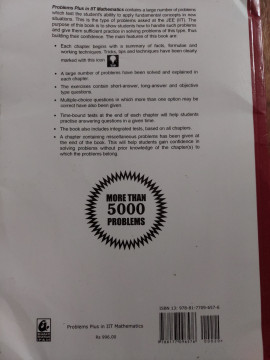 Problems Plus in IIT Mathematics contains a large number of problems
which test the student's ability to apply fundamental concepts in new
situations. This is the type of problems asked at the JEE (IIT). The
purpose of this book is to show students how to handle such problems
and give them sufficient practice in solving problems of this type, thus
building their confidence. The main features of this book are:
• Each chapter begins with a summary of facts, formulae and
working techniques. Tricks, tips and techniques have been clearly
marked with this icon
• A large number of problems have been solved and explained in
each chapter.
• The exercises contain short-answer, long-answer and objective
type questions.
• Multiple-choice questions in which more than one option may be
correct have also been given.
• Time-bound tests at the end of each chapter will help students
practise answering questions in a given time.
• The book also includes integrated tests, based on all chapters.
• A chapter containing miscellaneous problems has been given at
the end of the book. This will help students gain confidence in
solving problems without prior knowledge of the chapter(s) to
which the problems belong.
MORE THAN
5000
PROBLEMS
Problems Plus in IIT Mathematics